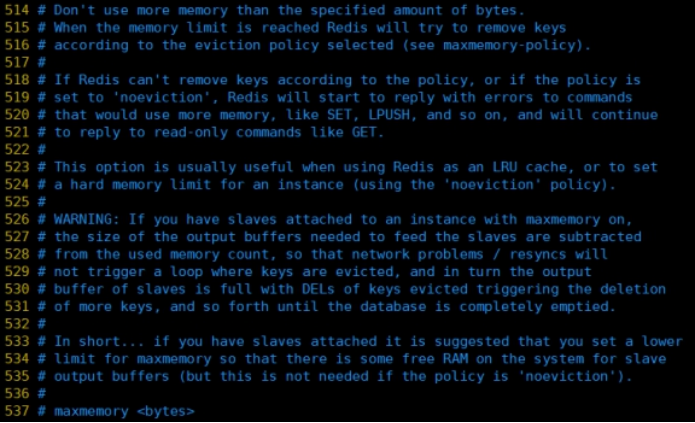 514 # Don't use more memory than the specified amount of bytes.
515 # When the memory limit is reached Redis will try to remove keys
516 # according to the eviction policy selected (see maxmemory-policy).
517 #
518 # If Redis can't remove keys according to the policy, or if the policy is
519 # set to 'noeviction', Redis will start to reply with errors to commands
520 # that would use more memory, like SET, LPUSH, and so on, and will continue
521 # to reply to read-only commands like GET.
522 #
523 # This option is usually useful when using Redis as an LRU cache, or to set
524 # a hard memory limit for an instance (using the 'noeviction' policy).
525 #
526 # WARNING: If you have slaves attached to an instance with maxmemory on,
527 # the size of the output buffers needed to feed the slaves are subtracted
528 # from the used memory count, so that network problems / resyncs will
529 # not trigger a loop where keys are evicted, and in turn the output
530 # buffer of slaves is full with DELs of keys evicted triggering the deletion
531 # of more keys, and so forth until the database is completely emptied.
532 #
533 # In short... if you have slaves attached it is suggested that you set a lower
534 # limit for maxmemory so that there is some free RAM on the system for slave
535 # output buffers (but this is not needed if the policy is 'noeviction').
536 #
537 # maxmemory <bytes>